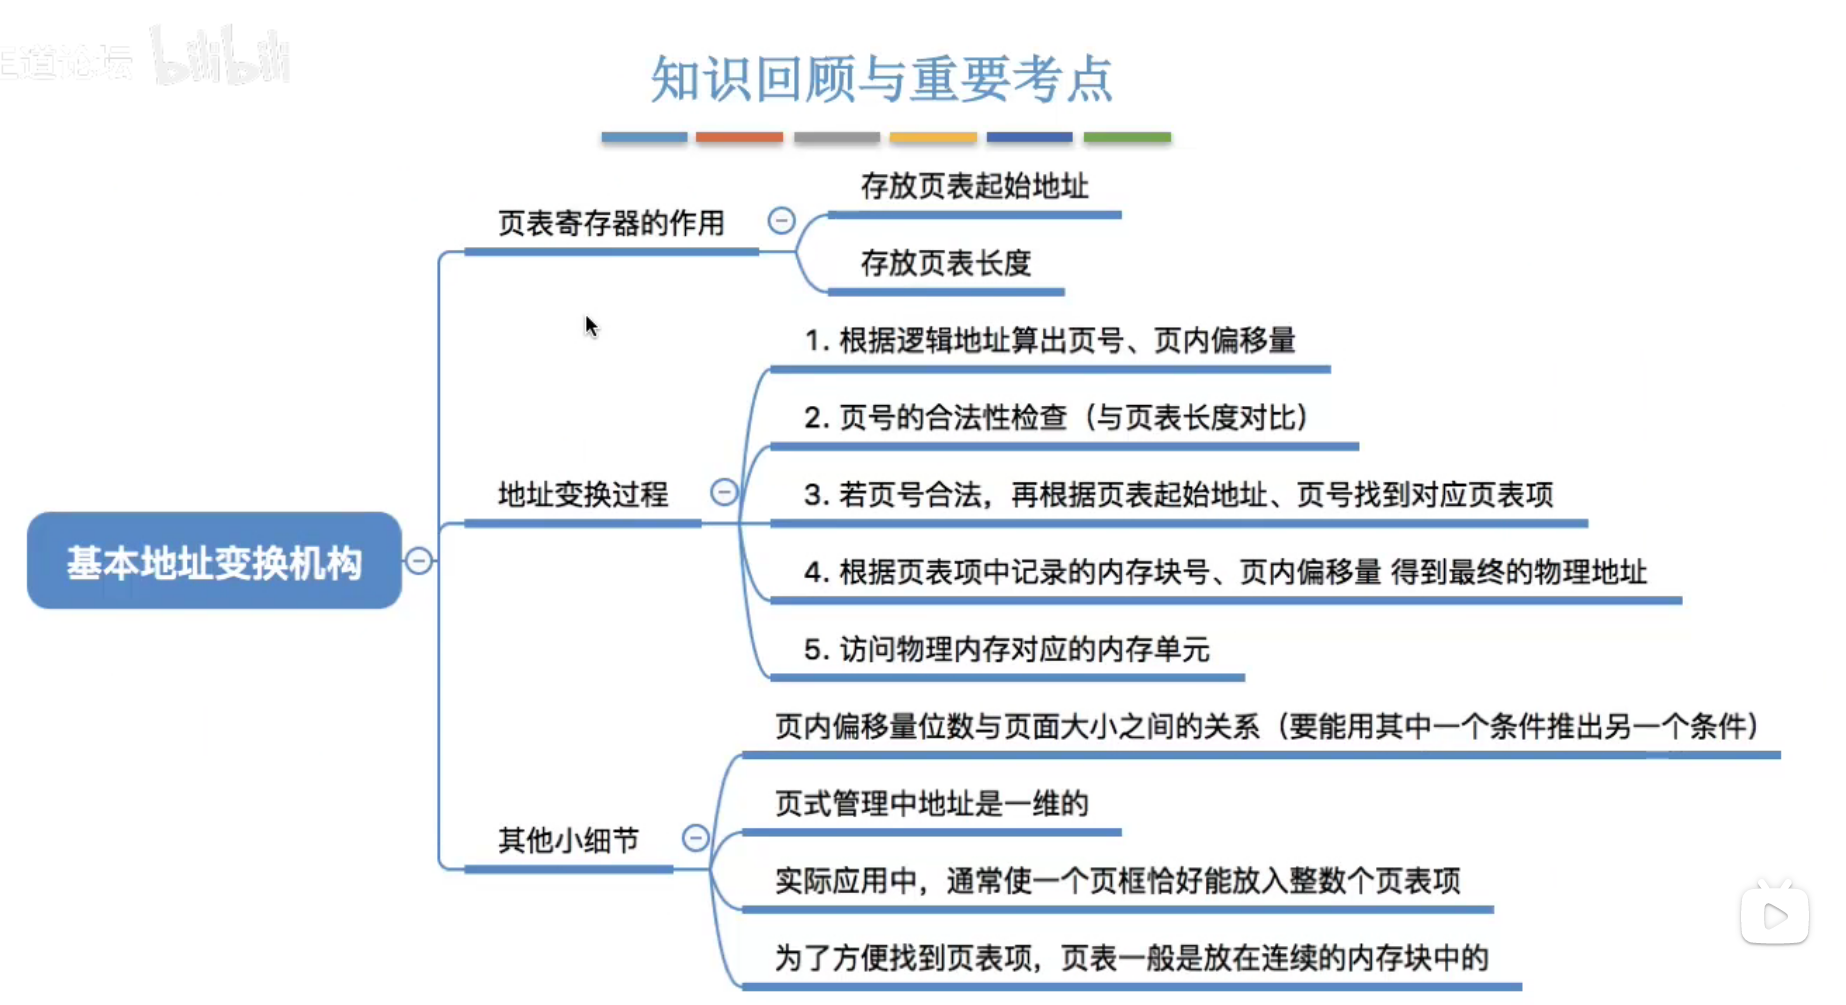 王道论坛 bilibili
知识回顾与重要考点
存放页表起始地址
页表寄存器的作用
存放页表长度
1. 根据逻辑地址算出页号、页内偏移量
2. 页号的合法性检查（与页表长度对比）
地址变换过程
3. 若页号合法，再根据页表起始地址、页号找到对应页表项
基本地址变换机构
4. 根据页表项中记录的内存块号、页内偏移量 得到最终的物理地址
5. 访问物理内存对应的内存单元
页内偏移量位数与页面大小之间的关系（要能用其中一个条件推出另一个条件）
页式管理中地址是一维的
其他小细节
实际应用中，通常使一个页框恰好能放入整数个页表项
为了方便找到页表项，页表一般是放在连续的内存块中的